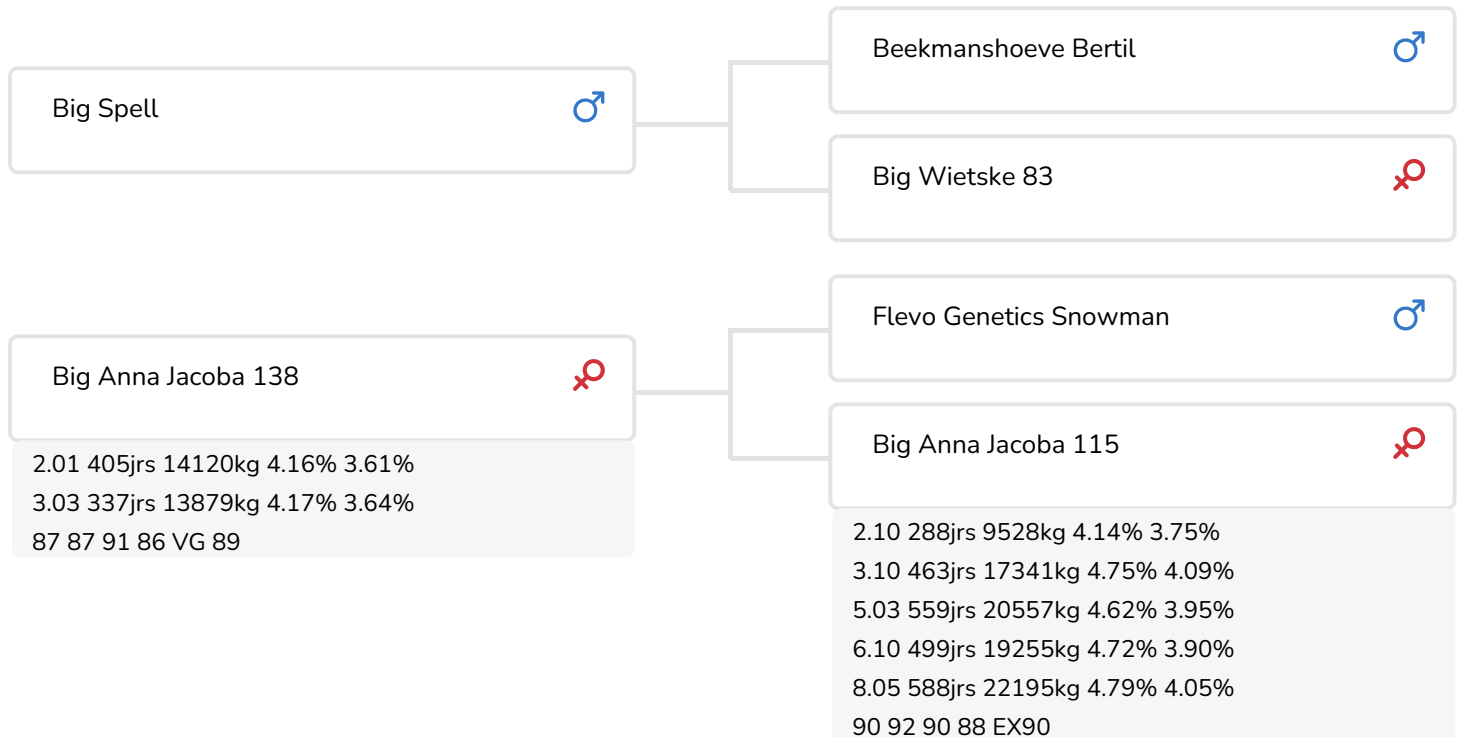 Big Spell
Beekmanshoeve Bertil
Big Wietske 83
Big Anna Jacoba 138
2.01 405jrs 14120kg 4.16% 3.61%
3.03 337jrs 13879kg 4.17% 3.64%
87 87 91 86 VG 89
Flevo Genetics Snowman
Big Anna Jacoba 115
2.10 288jrs 9528kg 4.14% 3.75%
3.10 463jrs 17341kg 4.75% 4.09%
5.03 559jrs 20557kg 4.62% 3.95%
6.10 499jrs 19255kg 4.72% 3.90%
8.05 588jrs 22195kg 4.79% 4.05%
90 92 90 88 EX90